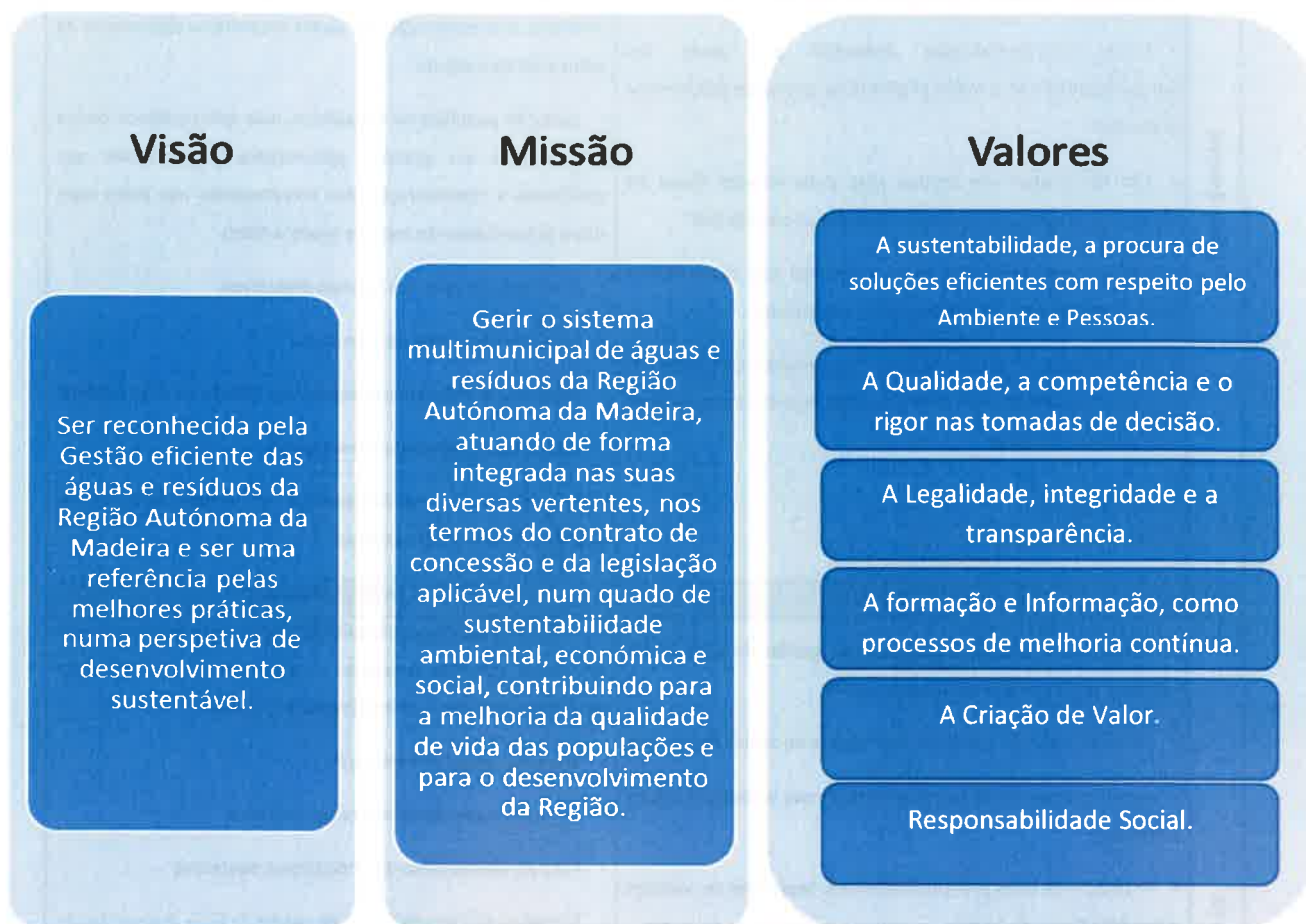 Visão
Ser reconhecida pela
Gestão eficiente das
águas e resíduos da
Região Autónoma da
Madeira e ser uma
referência pelas
melhores práticas,
numa perspetiva de
desenvolvimento
sustentável.
Missão
Gerir o sistema
multimunicipal de águas e
resíduos da Região
Autónoma da Madeira,
atuando de forma
integrada nas suas
diversas vertentes, nos
termos do contrato de
concessão e da legislação
aplicável, num quado de
sustentabilidade
ambiental, económica e
social, contribuindo para
a melhoria da qualidade
de vida das populações e
para o desenvolvimento
da Região.
Valores
A sustentabilidade, a procura de
soluções eficientes com respeito pelo
Ambiente e Pessoas.
A Qualidade, a competência e o
rigor nas tomadas de decisão.
A Legalidade, integridade e a
transparência.
A formação e Informação, como
processos de melhoria contínua.
A Criação de Valor.
Responsabilidade Social.